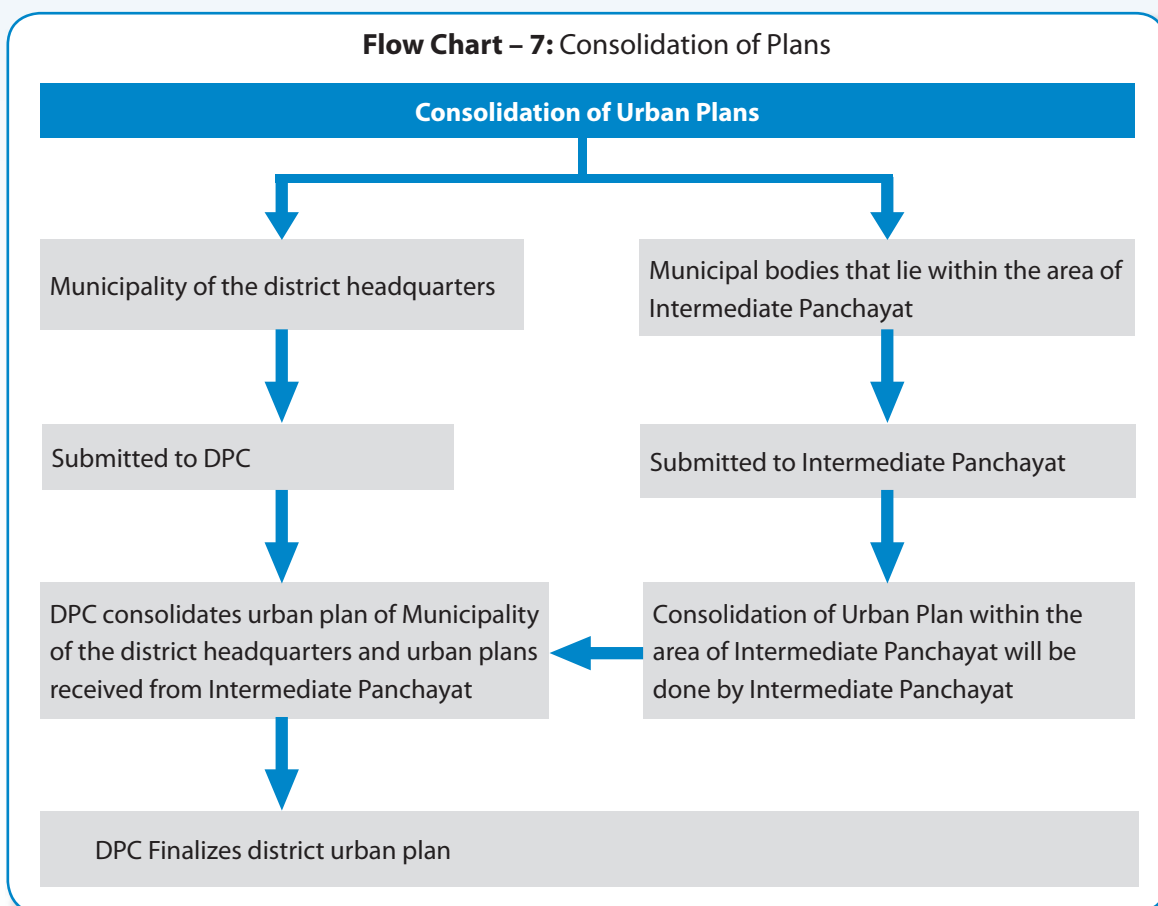 Flow Chart – 7: Consolidation of Plans
Consolidation of Urban Plans
Municipality of the district headquarters
Municipal bodies that lie within the area of
Intermediate Panchayat
Submitted to DPC
Submitted to Intermediate Panchayat
DPC consolidates urban plan of Municipality
of the district headquarters and urban plans
received from Intermediate Panchayat
Consolidation of Urban Plan within the
area of Intermediate Panchayat will be
done by Intermediate Panchayat
DPC Finalizes district urban plan